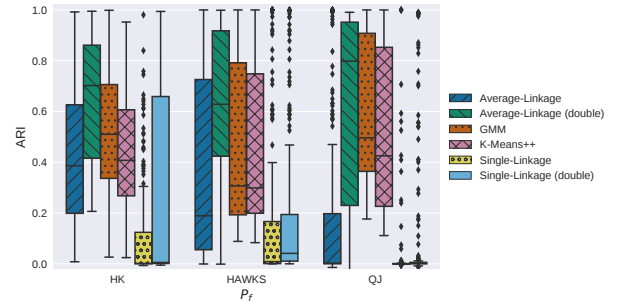 1.0
0.8
0.6
0.4
0.2
0.0
ARI
HK
HAWKS
QJ
P_f
Average-Linkage
Average-Linkage (double)
GMM
K-Means++
Single-Linkage
Single-Linkage (double)